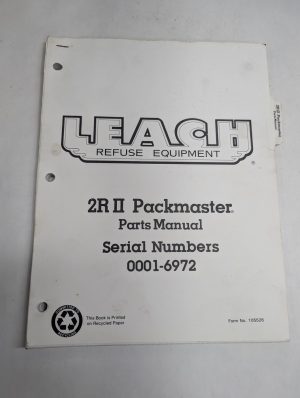 LEACH
REFUSE EQUIPMENT
2R II Packmaster
Parts Manual
Serial Numbers
0001-6972
This Book is Printed
on Recycled Paper